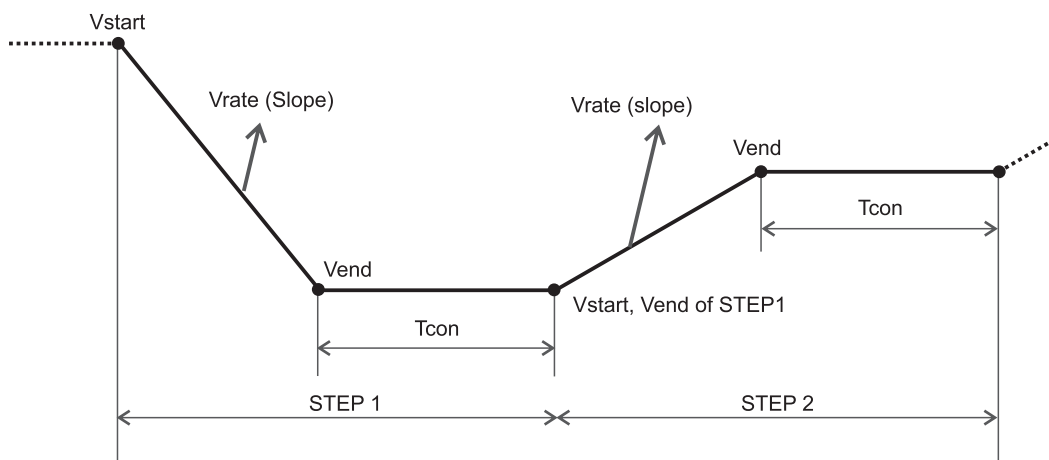 Vstart
Vrate (Slope)
Vrate (slope)
Vend
Tcon
Vend
Vstart, Vend of STEP1
Tcon
STEP 1
STEP 2